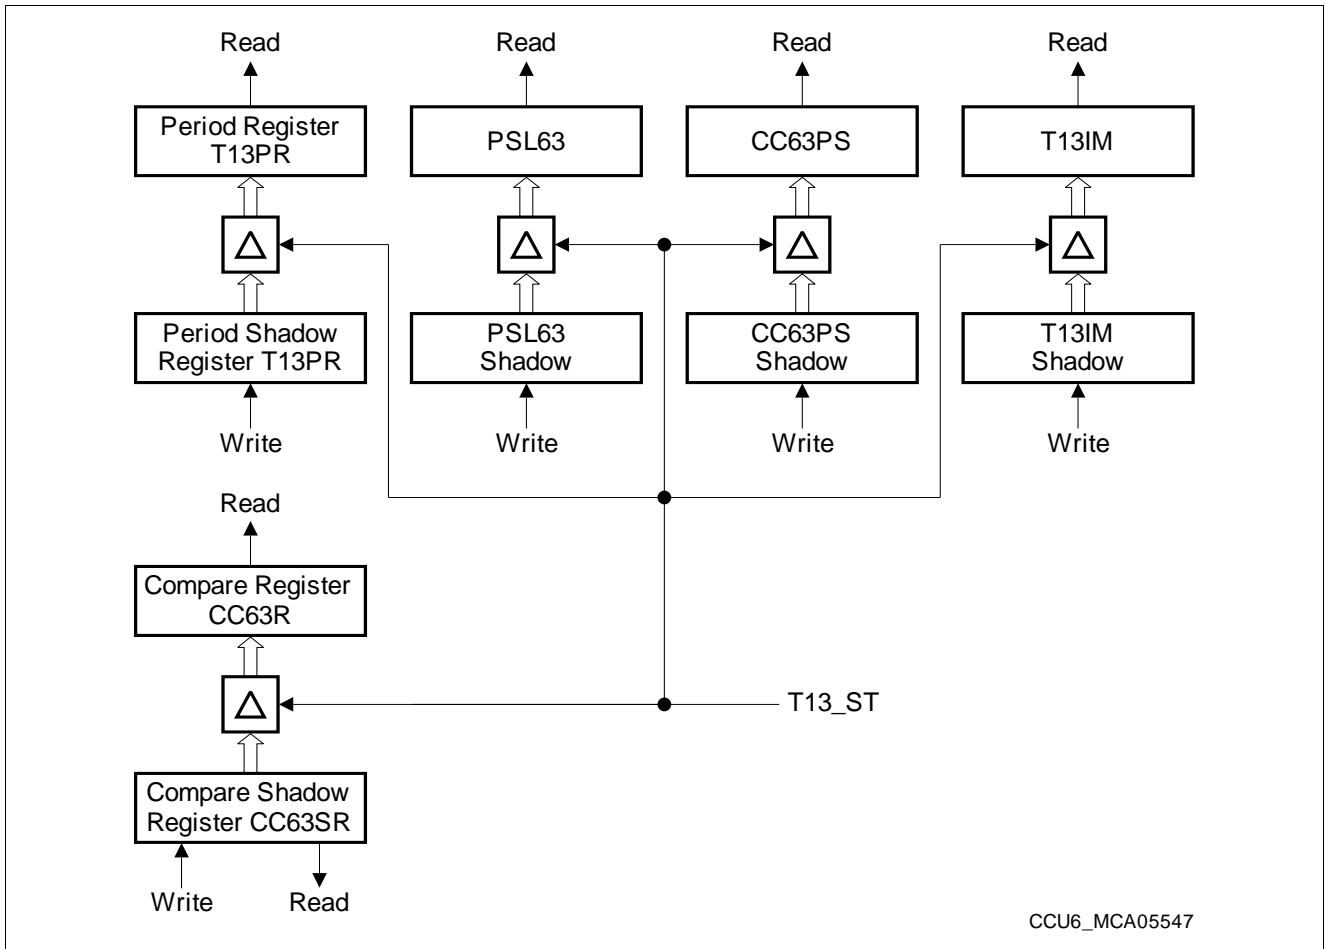 Read
Read
Read
Read
Period Register
T13PR
PSL63
CC63PS
T13IM
Period Shadow
Register T13PR
PSL63
Shadow
CC63PS
Shadow
T13IM
Shadow
Write
Write
Write
Write
Read
Compare Register
CC63R
T13_ST
Compare Shadow
Register CC63SR
Write
Read
CCU6_MCA05547